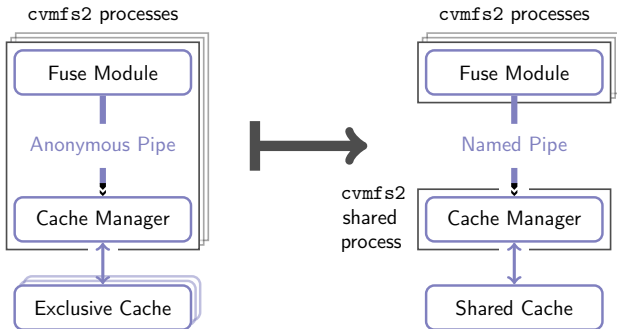 cvmfs2 processes
Fuse Module
Anonymous Pipe
Cache Manager
Exclusive Cache
cvmfs2 processes
Fuse Module
Named Pipe
cvmfs2
shared
process
Cache Manager
Shared Cache